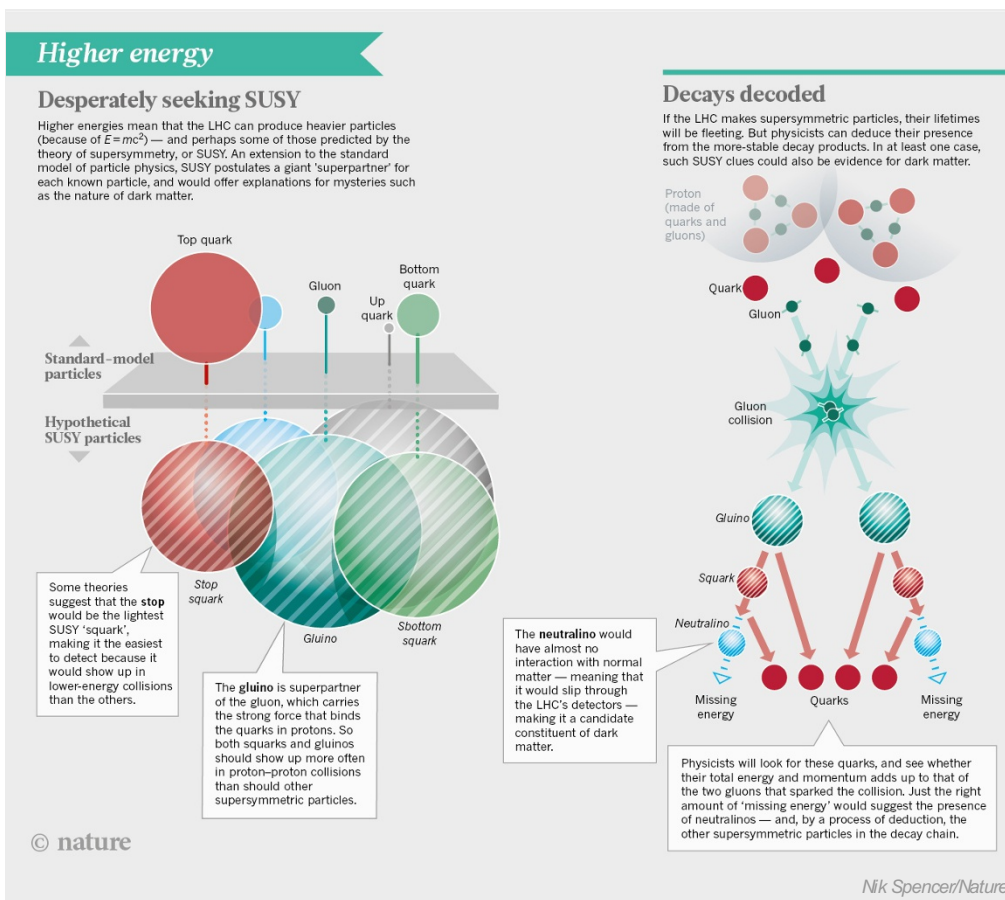 Higher energy
Desperately seeking SUSY
Higher energies mean that the LHC can produce heavier particles
(because of E=mc²) — and perhaps some of those predicted by the
theory of supersymmetry, or SUSY. An extension to the standard
model of particle physics, SUSY postulates a giant 'superpartner' for
each known particle, and would offer explanations for mysteries such
as the nature of dark matter.
Top quark
Gluon
Up
quark
Bottom
quark
Standard-model
particles
Hypothetical
SUSY particles
Stop
squark
Gluino
Sbottom
squark
Some theories
suggest that the stop
would be the lightest
SUSY 'squark',
making it the easiest
to detect because it
would show up in
lower-energy collisions
than the others.
The gluino is superpartner
of the gluon, which carries
the strong force that binds
the quarks in protons. So
both squarks and gluinos
should show up more often
in proton–proton collisions
than should other
supersymmetric particles.
© nature
Decays decoded
If the LHC makes supersymmetric particles, their lifetimes
will be fleeting. But physicists can deduce their presence
from the more-stable decay products. In at least one case,
such SUSY clues could also be evidence for dark matter.
Proton
(made of
quarks and
gluons)
Quark
Gluon
Gluon
collision
Gluino
Squark
Neutralino
Missing
energy
Quarks
Missing
energy
The neutralino would
have almost no
interaction with normal
matter — meaning that
it would slip through
the LHC's detectors —
making it a candidate
constituent of dark
matter.
Physicists will look for these quarks, and see whether
their total energy and momentum adds up to that of
the two gluons that sparked the collision. Just the right
amount of 'missing energy' would suggest the presence
of neutralinos — and, by a process of deduction, the
other supersymmetric particles in the decay chain.
Nik Spencer/Nature